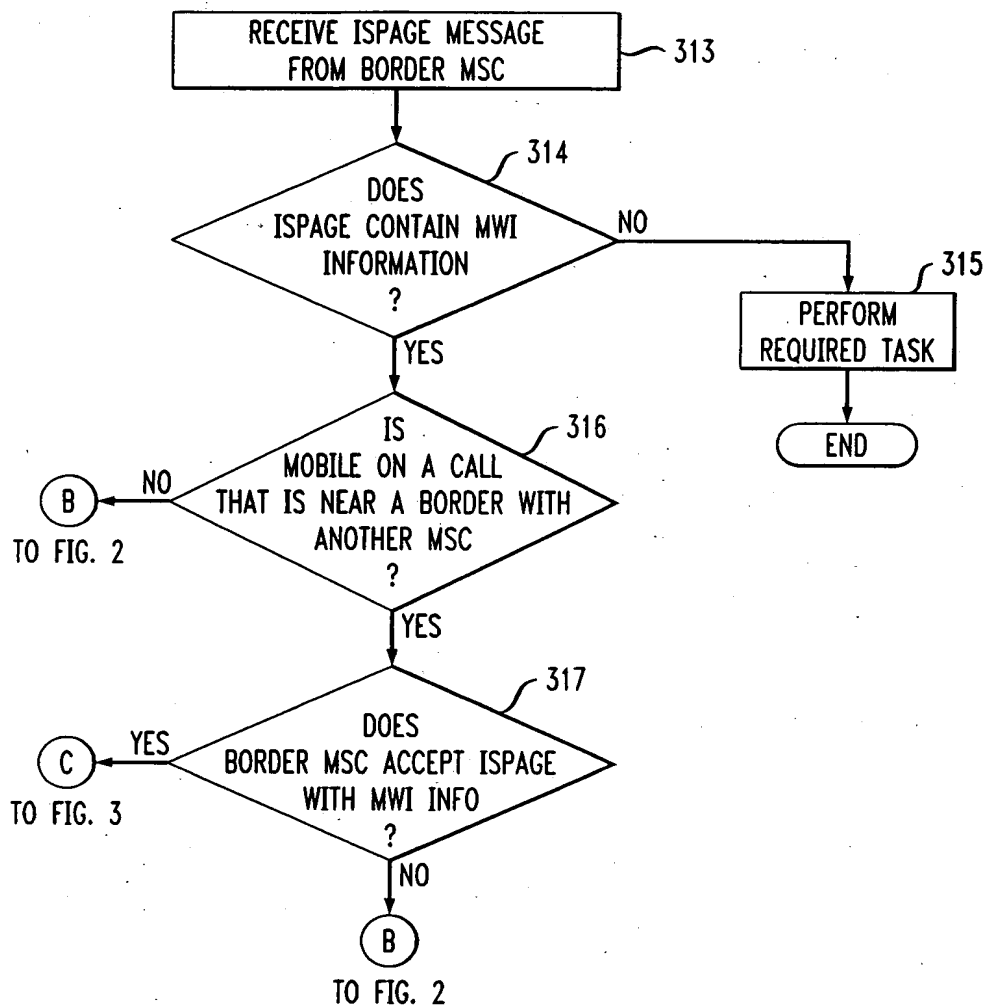 RECEIVE ISPAGE MESSAGE
FROM BORDER MSC
313
314
DOES
ISPAGE CONTAIN MWI
INFORMATION
?
NO
315
PERFORM
REQUIRED TASK
YES
END
316
IS
MOBILE ON A CALL
THAT IS NEAR A BORDER WITH
ANOTHER MSC
?
NO
B
TO FIG. 2
YES
317
DOES
BORDER MSC ACCEPT ISPAGE
WITH MWI INFO
?
YES
C
TO FIG. 3
NO
B
TO FIG. 2